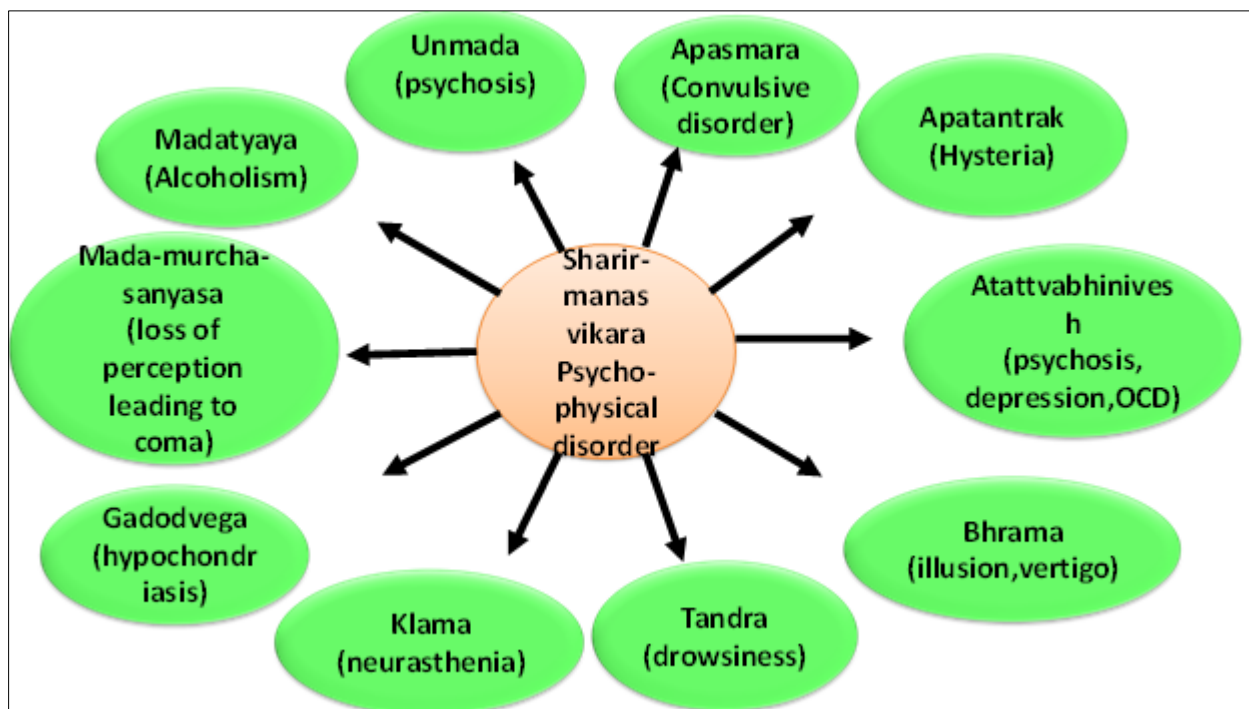 Unmada
(psychosis)
Apasmara
(Convulsive
disorder)
Apatantrak
(Hysteria)
Madatyaya
(Alcoholism)
Mada-murcha-
sanyasa
(loss of
perception
leading to
coma)
Sharir-
manas
vikara
Psycho-
physical
disorder
Atattvabhinives
h
(psychosis,
depression,OCD)
Gadodvega
(hypochondr
iasis)
Klama
(neurasthenia)
Tandra
(drowsiness)
Bhrama
(illusion,vertigo)